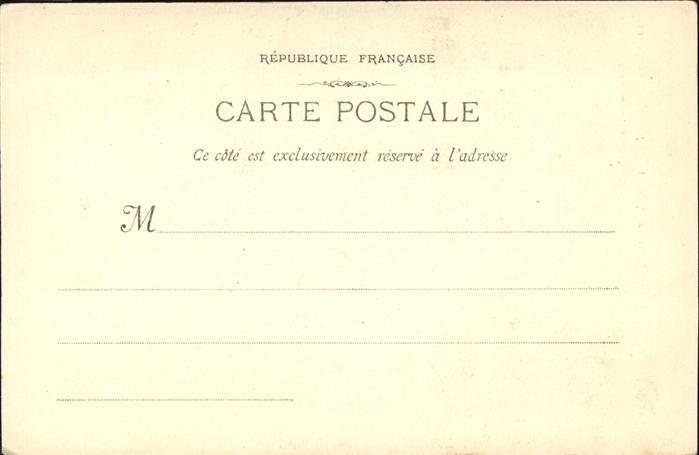 RÉPUBLIQUE FRANÇAISE
CARTE POSTALE
Ce côté est exclusivement réservé à l'adresse
M